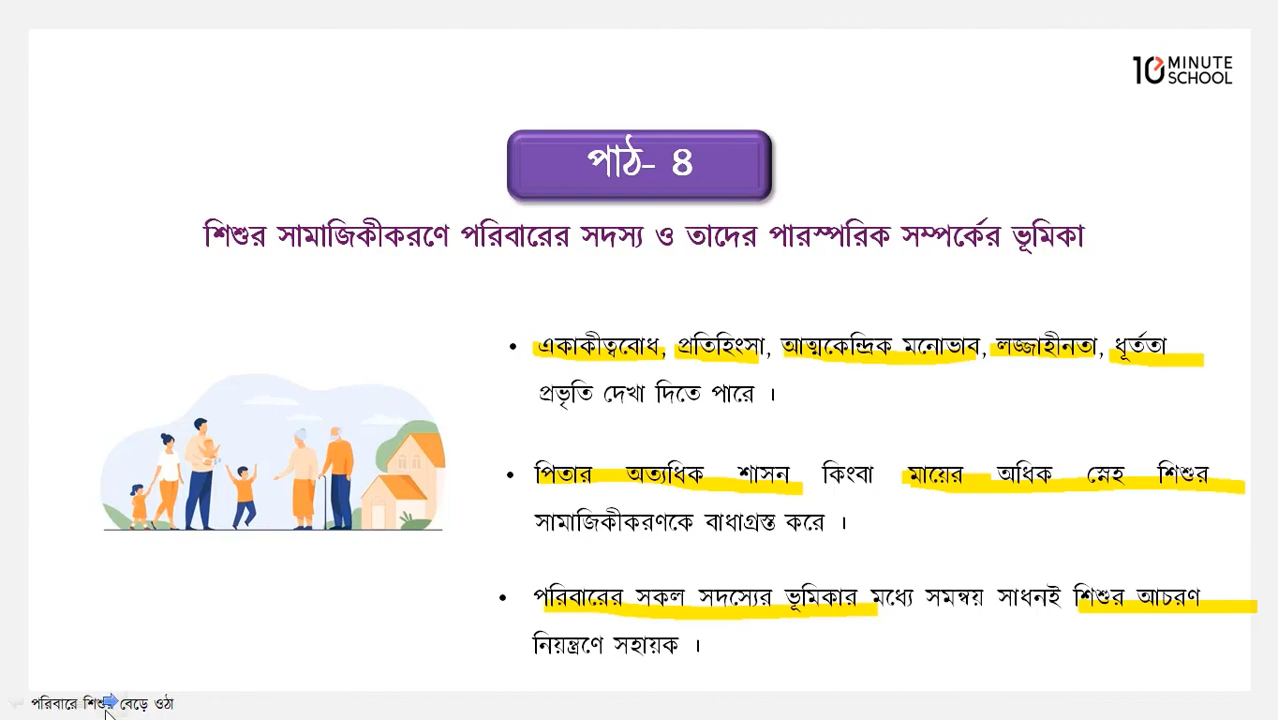 10 MINUTE
SCHOOL
পাঠ- ৪
শিশুর সামাজিকীকরণে পরিবারের সদস্য ও তাদের পারস্পরিক সম্পর্কের ভূমিকা
• একাকীত্ববোধ, প্রতিহিংসা, আত্মকেন্দ্রিক মনোভাব, লজ্জাহীনতা, ধূর্ততা
প্রভৃতি দেখা দিতে পারে ।
• পিতার অত্যধিক শাসন কিংবা মায়ের অধিক স্নেহ শিশুর
সামাজিকীকরণকে বাধাগ্রস্ত করে ।
• পরিবারের সকল সদস্যের ভূমিকার মধ্যে সমন্বয় সাধনই শিশুর আচরণ
নিয়ন্ত্রণে সহায়ক ।
পরিবারে শিশুর বেড়ে ওঠা